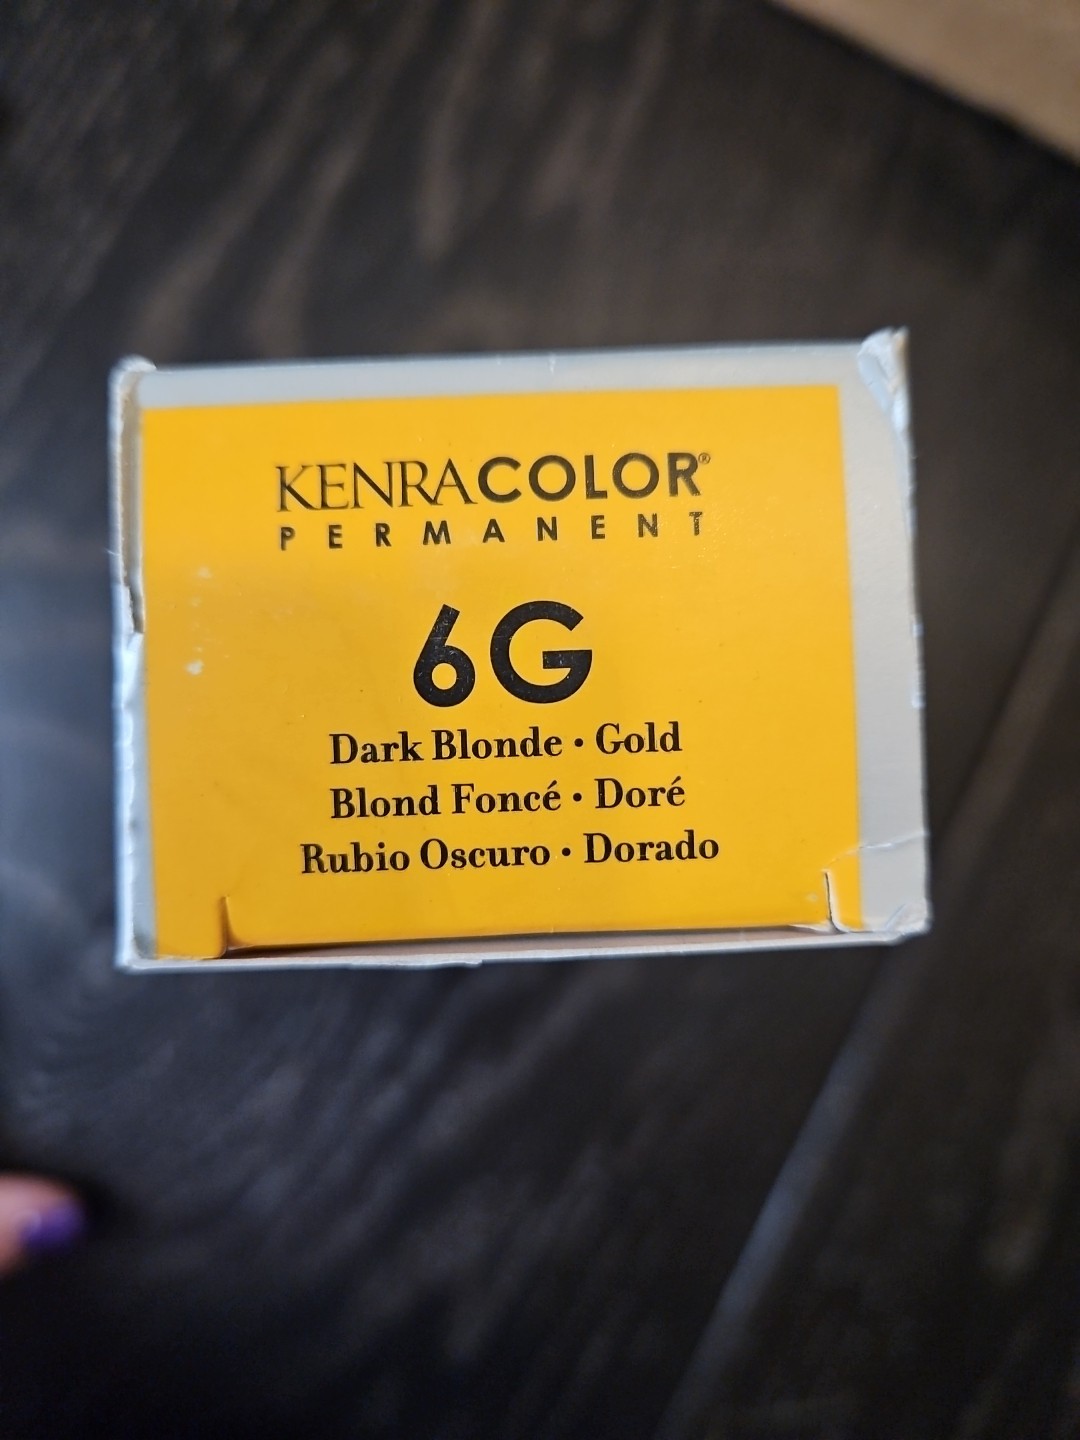 KENRACOLOR®
PERMANENT
6G
Dark Blonde • Gold
Blond Foncé • Doré
Rubio Oscuro • Dorado